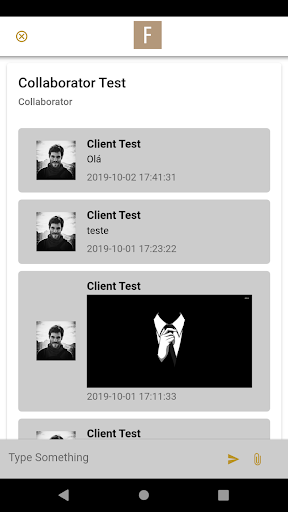 F
Collaborator Test
Collaborator
Client Test
Olá
2019-10-02 17:41:31
Client Test
teste
2019-10-01 17:23:22
Client Test
2019-10-01 17:11:33
Client Test
Type Something